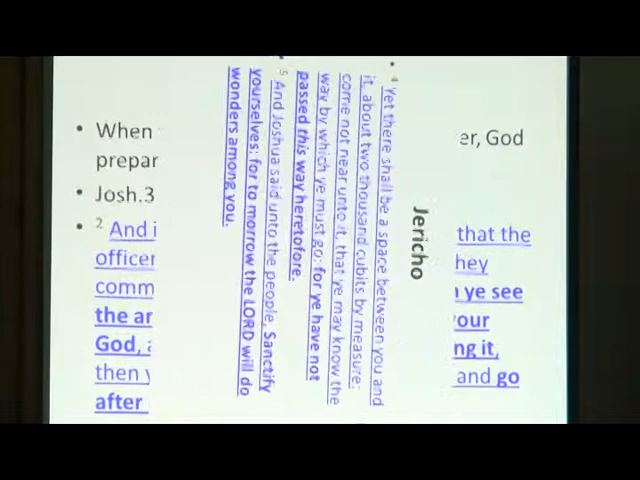 • When
prepar
• Josh.3
• 2 And i
officer
comm
the ar
God,
then
after
er, God
that the
hey
ye see
our
ng it,
and go
Jericho
• 4 Yet there shall be a space between you and
it, about two thousand cubits by measure:
come not near unto it, that ye may know the
way by which ye must go: for ye have not
passed this way heretofore.
• 5 And Joshua said unto the people, Sanctify
yourselves: for to morrow the LORD will do
wonders among you.